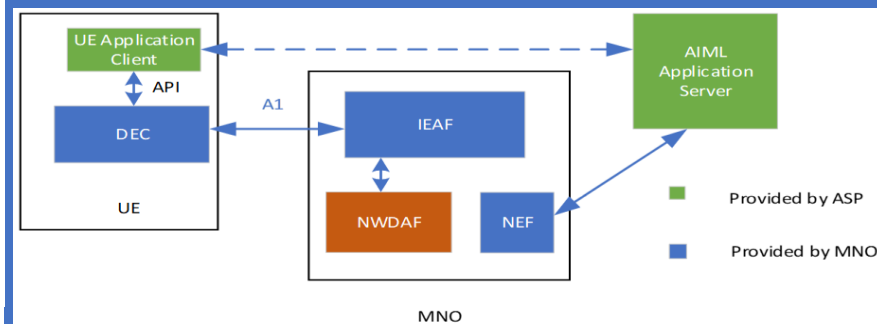 UE Application
Client
API
DEC
UE
A1
IEAF
NWDAF
NEF
MNO
AIML
Application
Server
Provided by ASP
Provided by MNO